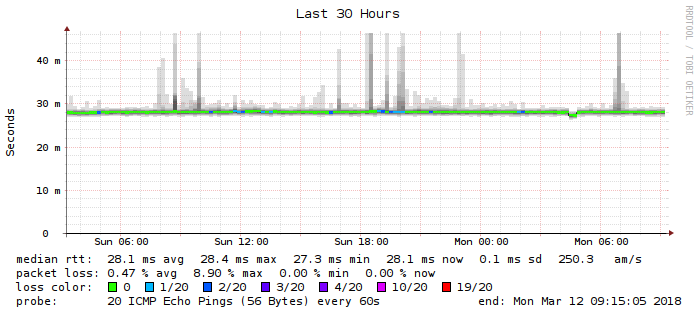 Last 30 Hours
RRDTOOL / TOBI OETIKER
Seconds
40 m
30 m
20 m
10 m
0
Sun 06:00 Sun 12:00 Sun 18:00 Mon 00:00 Mon 06:00
median rtt: 28.1 ms avg 28.4 ms max 27.3 ms min 28.1 ms now 0.1 ms sd 250.3 am/s
packet loss: 0.47 % avg 8.90 % max 0.00 % min 0.00 % now
loss color: 0 1/20 2/20 3/20 4/20 10/20 19/20
probe: 20 ICMP Echo Pings (56 Bytes) every 60s end: Mon Mar 12 09:15:05 2018